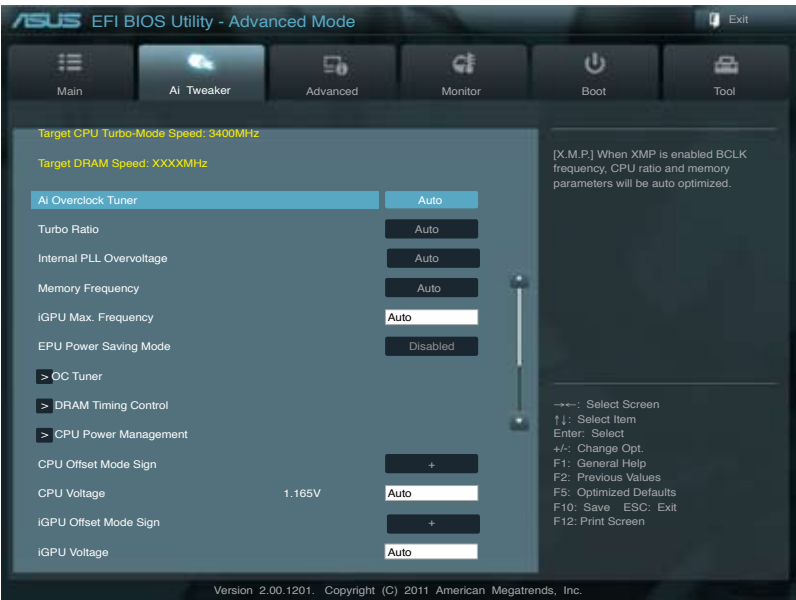 ASUS EFI BIOS Utility - Advanced Mode
Exit
Main
Ai Tweaker
Advanced
Monitor
Boot
Tool
Target CPU Turbo-Mode Speed: 3400MHz
Target DRAM Speed: XXXXMHz
Ai Overclock Tuner Auto
Turbo Ratio Auto
Internal PLL Overvoltage Auto
Memory Frequency Auto
iGPU Max. Frequency Auto
EPU Power Saving Mode Disabled
> OC Tuner
> DRAM Timing Control
> CPU Power Management
CPU Offset Mode Sign +
CPU Voltage 1.165V Auto
iGPU Offset Mode Sign +
iGPU Voltage Auto
[X.M.P.] When XMP is enabled BCLK
frequency, CPU ratio and memory
parameters will be auto optimized.
→←: Select Screen
↑↓: Select Item
Enter: Select
+/-: Change Opt.
F1: General Help
F2: Previous Values
F5: Optimized Defaults
F10: Save ESC: Exit
F12: Print Screen
Version 2.00.1201. Copyright (C) 2011 American Megatrends, Inc.